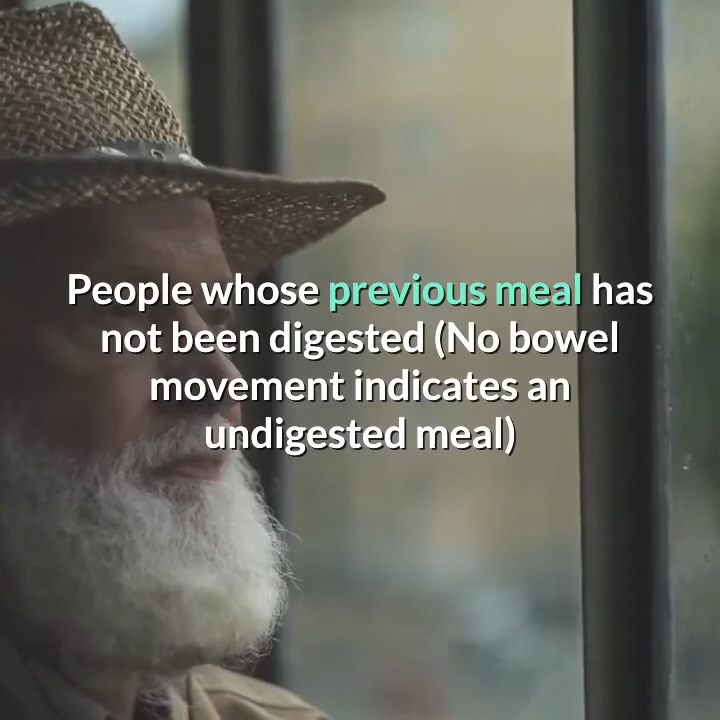 People whose previous meal has
not been digested (No bowel
movement indicates an
undigested meal)